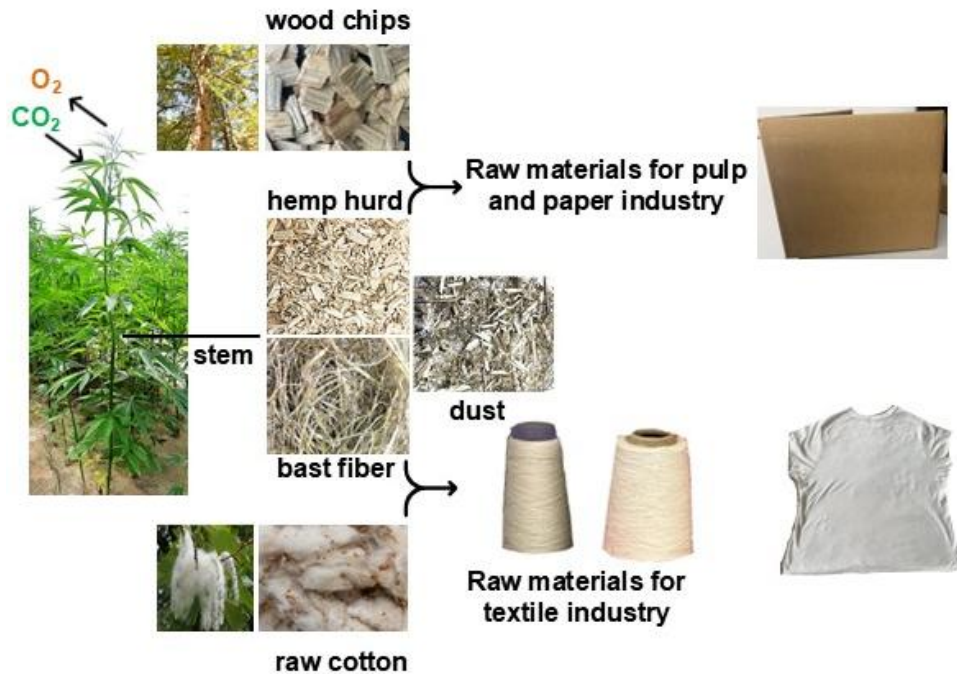 wood chips
O₂
CO₂
hemp hurd
Raw materials for pulp
and paper industry
stem
dust
bast fiber
Raw materials for
textile industry
raw cotton